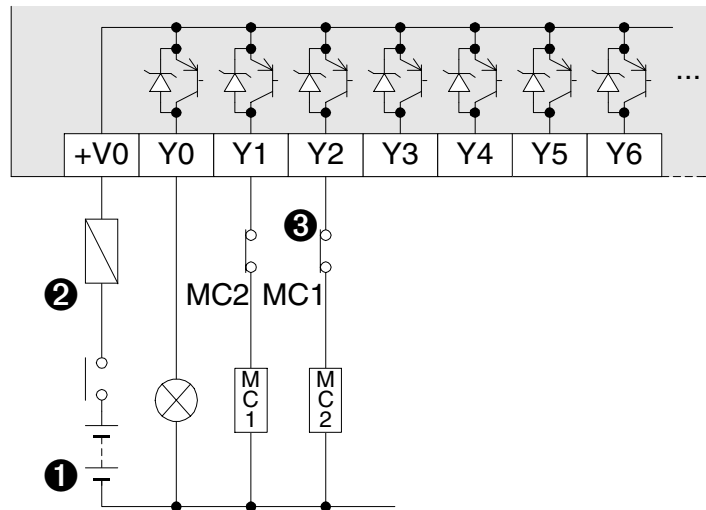 ...
+V0 Y0 Y1 Y2 Y3 Y4 Y5 Y6
❸
❷ MC2 MC1
MC1 MC2
❶